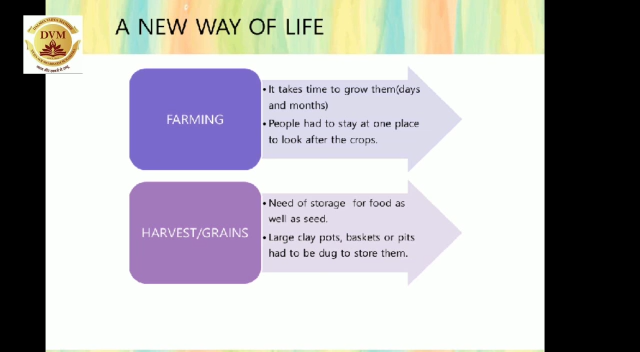 A NEW WAY OF LIFE
DVM
FARMING
• It takes time to grow them(days
and months)
• People had to stay at one place
to look after the crops.
HARVEST/GRAINS
• Need of storage for food as
well as seed.
• Large clay pots, baskets or pits
had to be dug to store them.